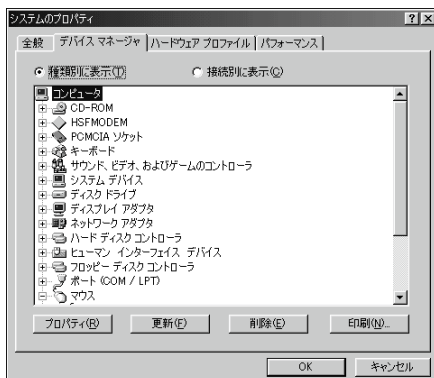 システムのプロパティ
全般 デバイス マネージャ ハードウェア プロファイル パフォーマンス
種類別に表示(T) 接続別に表示(C)
コンピュータ
CD-ROM
HSFMODEM
PCMCIA ソケット
キーボード
サウンド、ビデオ、およびゲームのコントローラ
システム デバイス
ディスク ドライブ
ディスプレイ アダプタ
ネットワーク アダプタ
ハード ディスク コントローラ
ヒューマン インターフェイス デバイス
フロッピー ディスク コントローラ
ポート (COM / LPT)
マウス
プロパティ(R) 更新(F) 削除(E) 印刷(N)...
OK キャンセル